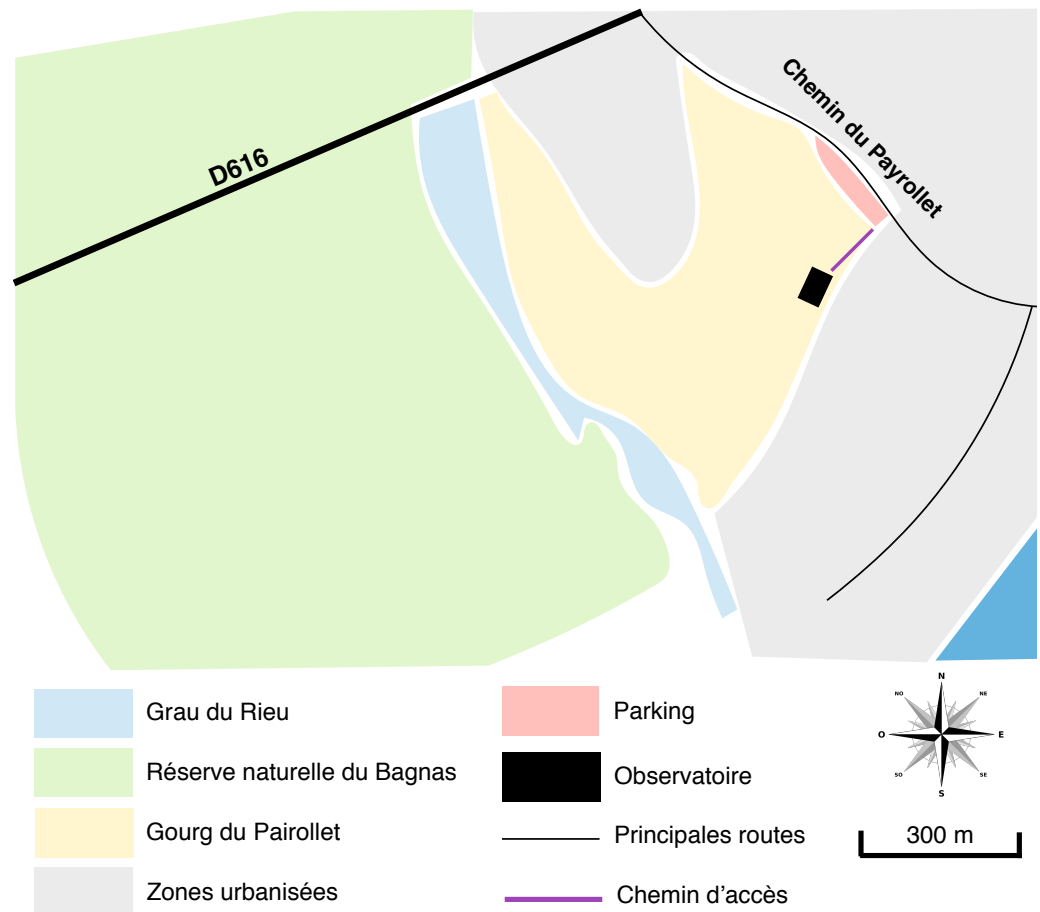 D616
Chemin du Payrollet
Grau du Rieu
Réserve naturelle du Bagnas
Gourg du Pairollet
Zones urbanisées
Parking
Observatoire
Principales routes
Chemin d'accès
N
NO
NE
O
E
SO
SE
S
300 m